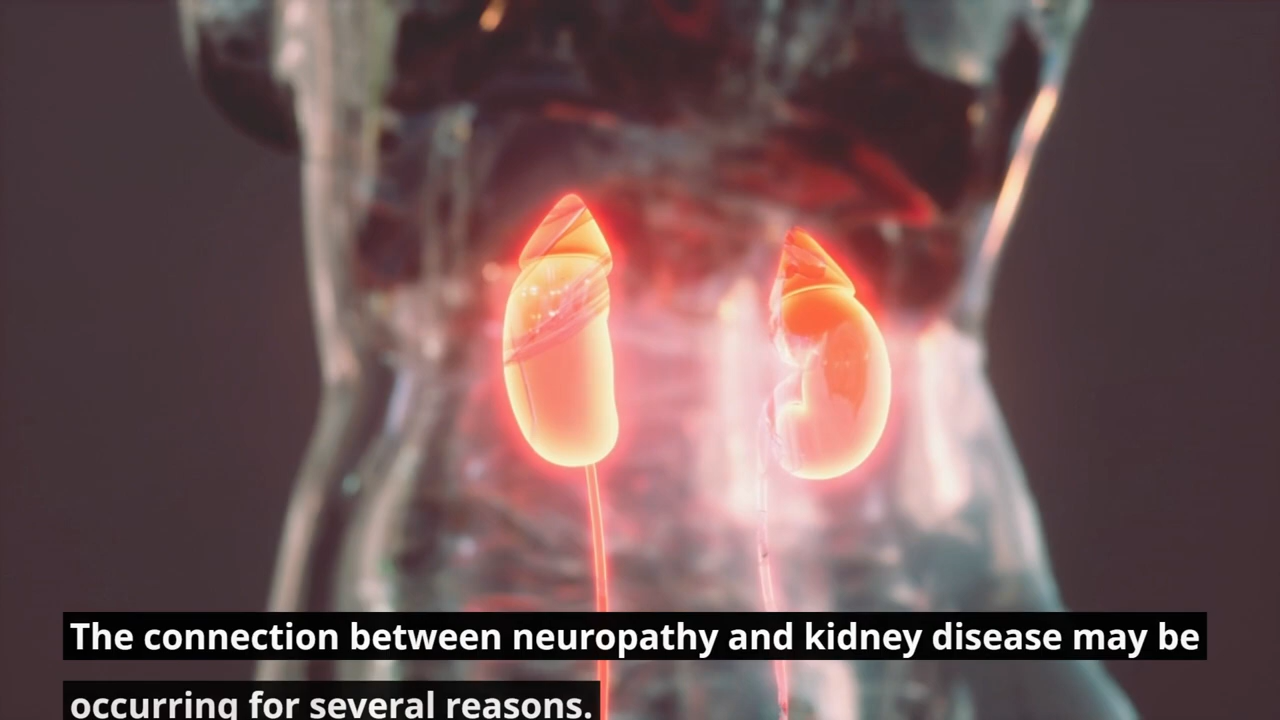 The connection between neuropathy and kidney disease may be
occurring for several reasons.